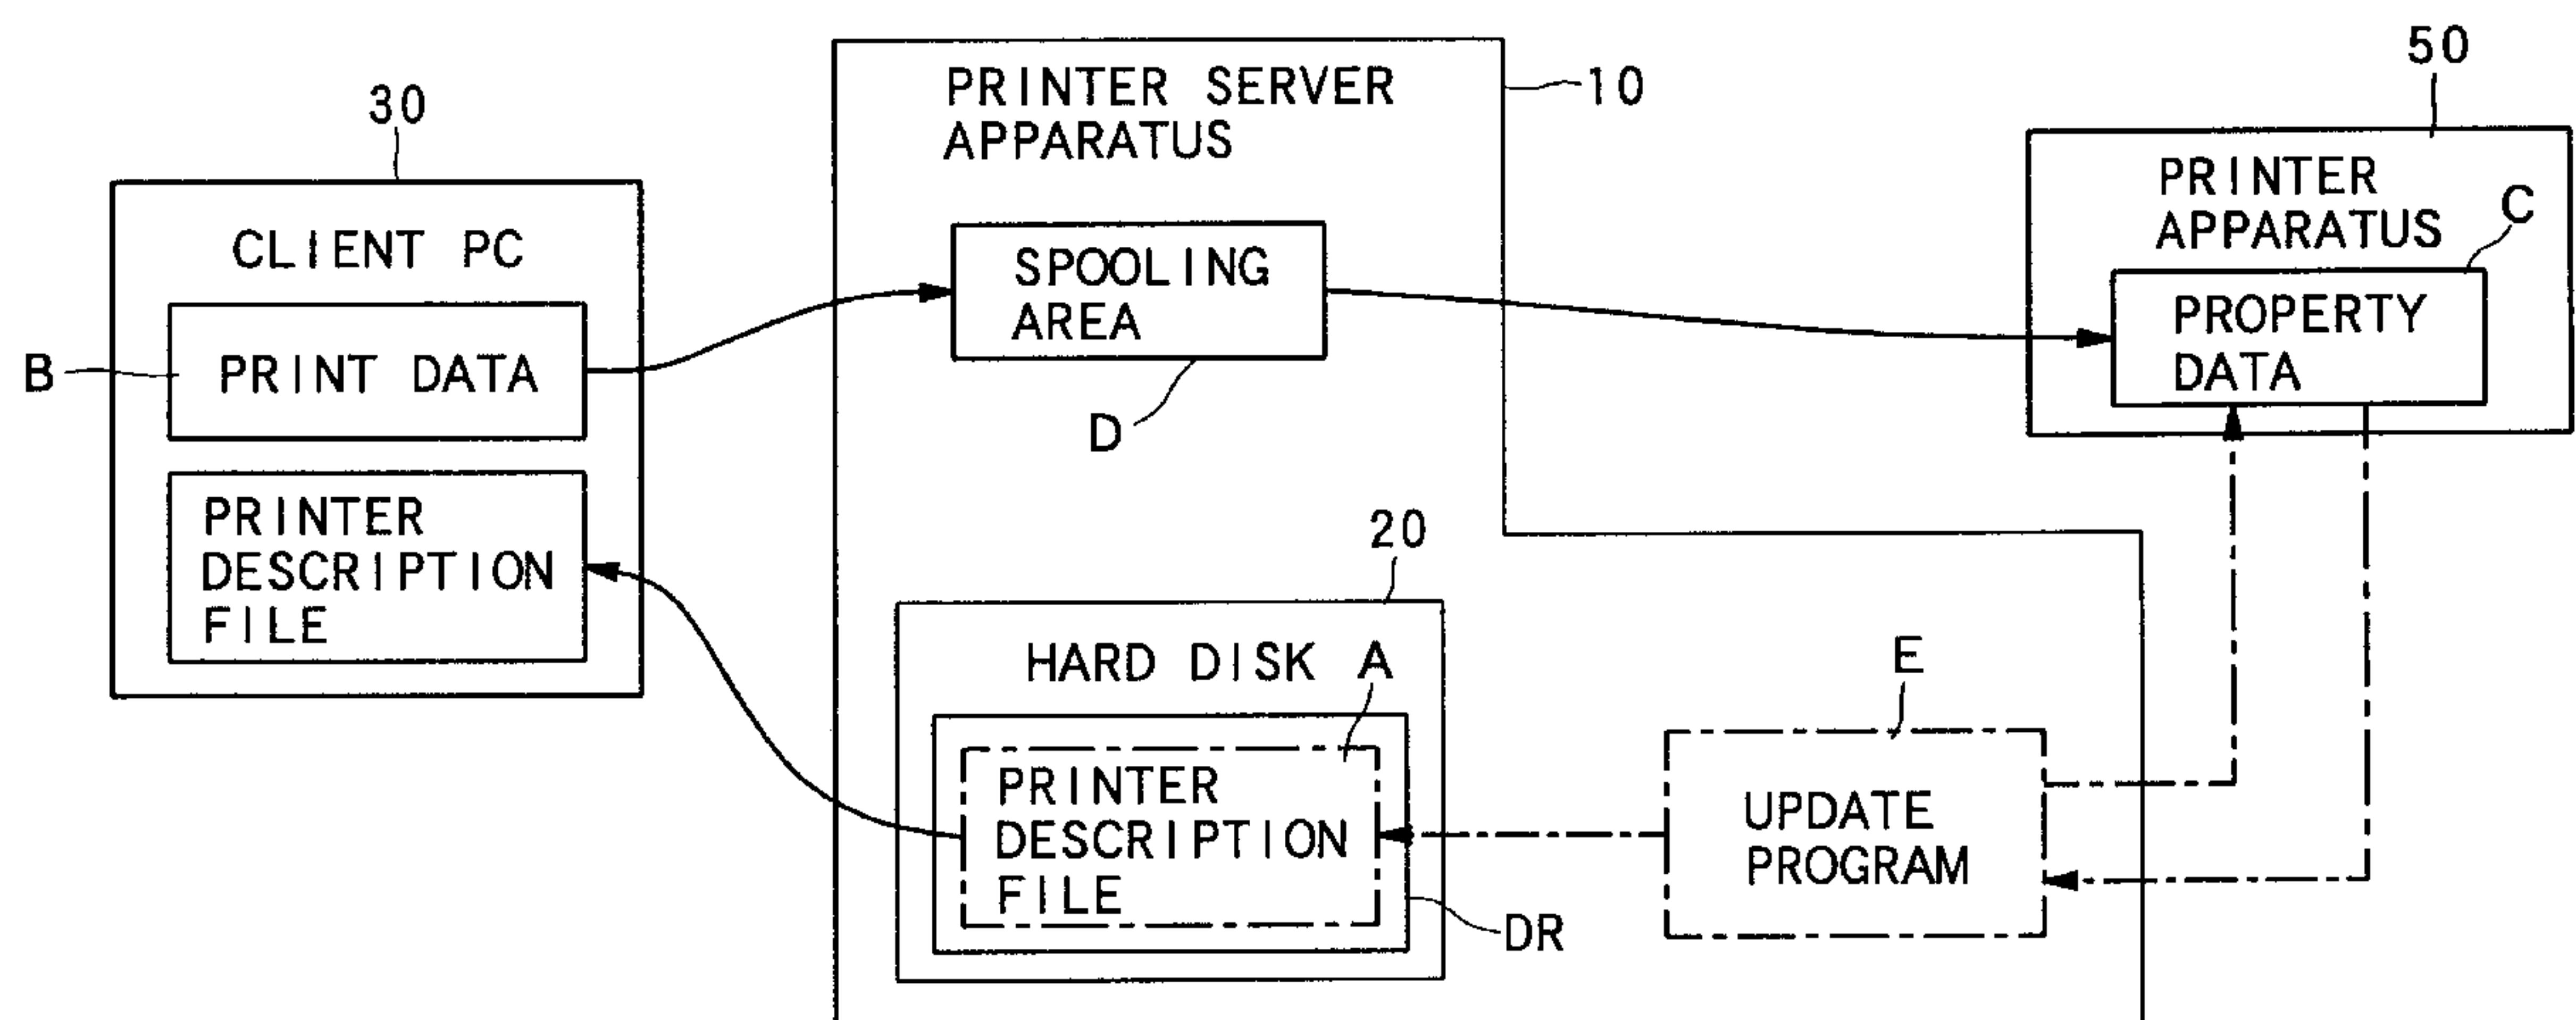 30
CLIENT PC
B
PRINT DATA
PRINTER
DESCRIPTION
FILE
PRINTER SERVER
APPARATUS
10
SPOOLING
AREA
D
20
HARD DISK
A
PRINTER
DESCRIPTION
FILE
DR
E
UPDATE
PROGRAM
50
PRINTER
APPARATUS
C
PROPERTY
DATA